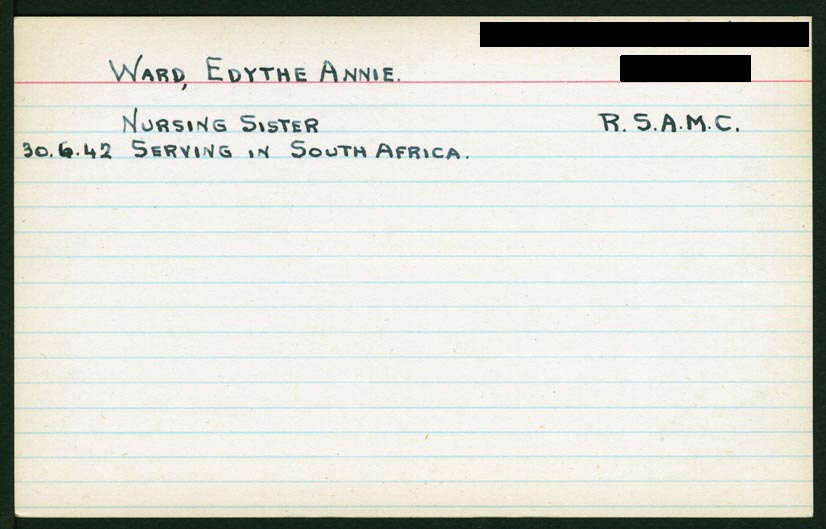 WARD, EDYTHE ANNIE.
NURSING SISTER R. S.A.M.C.
30.6.42 SERVING IN SOUTH AFRICA.